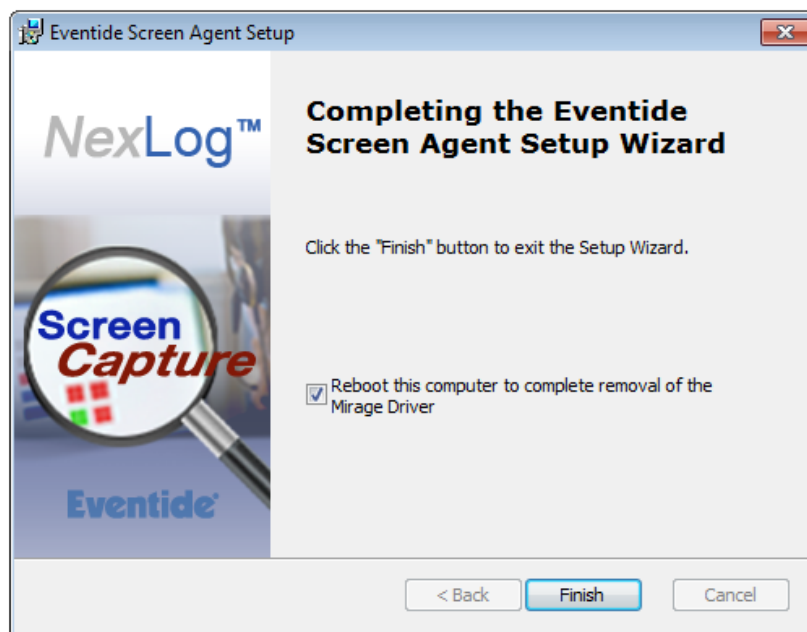 Eventide Screen Agent Setup
NexLog™
Completing the Eventide
Screen Agent Setup Wizard
Click the "Finish" button to exit the Setup Wizard.
Screen
Capture
Reboot this computer to complete removal of the
Mirage Driver
Eventide®
< Back
Finish
Cancel